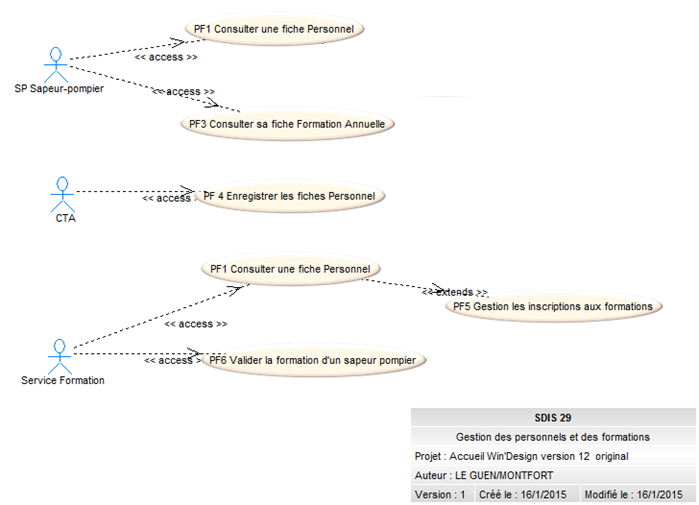 PF1 Consulter une fiche Personnel
<< access >>
SP Sapeur-pompier
<< access >>
PF3 Consulter sa fiche Formation Annuelle
<< access >
PF 4 Enregistrer les fiches Personnel
CTA
PF1 Consulter une fiche Personnel
<< extends >>
PF5 Gestion les inscriptions aux formations
<< access >>
<< access >
PF6 Valider la formation d'un sapeur pompier
Service Formation
SDIS 29
Gestion des personnels et des formations
Projet : Accueil Win'Design version 12 original
Auteur : LE GUEN/MONTFORT
Version : 1 Créé le : 16/1/2015 Modifié le : 16/1/2015